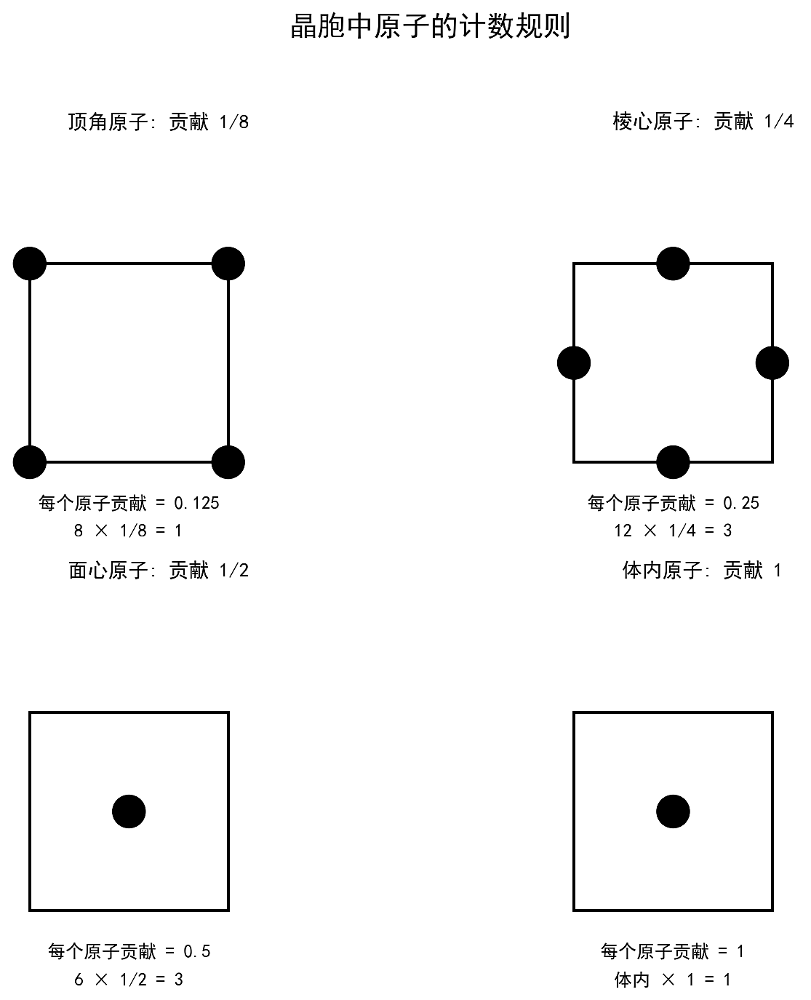 晶胞中原子的计数规则
顶角原子: 贡献 1/8
棱心原子: 贡献 1/4
每个原子贡献 = 0.125
8 × 1/8 = 1
每个原子贡献 = 0.25
12 × 1/4 = 3
面心原子: 贡献 1/2
体内原子: 贡献 1
每个原子贡献 = 0.5
6 × 1/2 = 3
每个原子贡献 = 1
体内 × 1 = 1